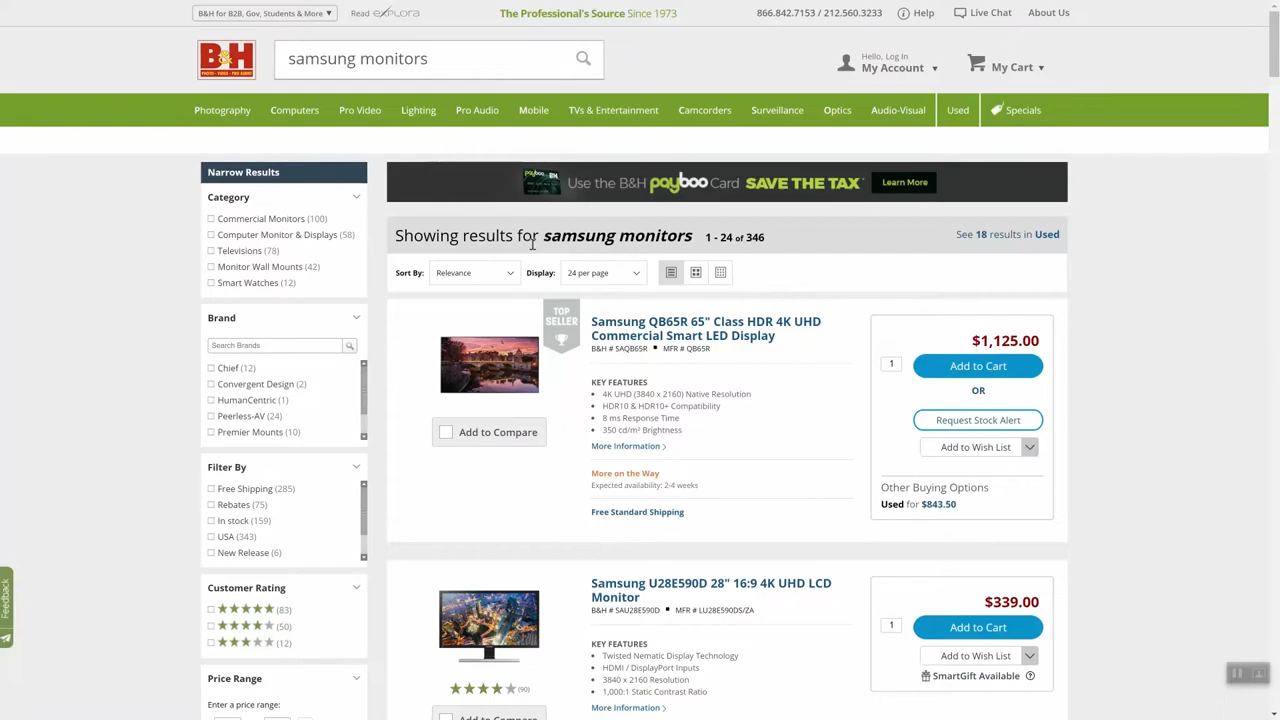 B&H for B2B, Gov, Students & More ▾
Read eXPLORA
The Professional's Source Since 1973
866.842.7153 / 212.560.3233
Help
Live Chat
About Us
B&H
PHOTO · VIDEO · PRO AUDIO
samsung monitors
Hello, Log In
My Account
My Cart
Photography
Computers
Pro Video
Lighting
Pro Audio
Mobile
TVs & Entertainment
Camcorders
Surveillance
Optics
Audio-Visual
Used
Specials
Narrow Results
Category
Commercial Monitors (100)
Computer Monitor & Displays (58)
Televisions (78)
Monitor Wall Mounts (42)
Smart Watches (12)
Brand
Search Brands
Chief (12)
Convergent Design (2)
HumanCentric (1)
Peerless-AV (24)
Premier Mounts (10)
Filter By
Free Shipping (285)
Rebates (75)
In stock (159)
USA (343)
New Release (6)
Customer Rating
(83)
(50)
(12)
Price Range
Enter a price range:
Feedback
payboo B&H
Use the B&H payboo Card SAVE THE TAX
Learn More
Showing results for samsung monitors 1 - 24 of 346
See 18 results in Used
Sort By: Relevance
Display: 24 per page
TOP
SELLER
Samsung QB65R 65" Class HDR 4K UHD
Commercial Smart LED Display
B&H # SAQB65R ▪ MFR # QB65R
KEY FEATURES
• 4K UHD (3840 x 2160) Native Resolution
• HDR10 & HDR10+ Compatibility
• 8 ms Response Time
• 350 cd/m² Brightness
More Information
More on the Way
Expected availability: 2-4 weeks
Free Standard Shipping
Add to Compare
$1,125.00
1
Add to Cart
OR
Request Stock Alert
Add to Wish List
Other Buying Options
Used for $843.50
Samsung U28E590D 28" 16:9 4K UHD LCD
Monitor
B&H # SAU28E590D ▪ MFR # LU28E590DS/ZA
KEY FEATURES
• Twisted Nematic Display Technology
• HDMI / DisplayPort Inputs
• 3840 x 2160 Resolution
• 1,000:1 Static Contrast Ratio
More Information
(90)
Add to Compare
$339.00
1
Add to Cart
Add to Wish List
SmartGift Available